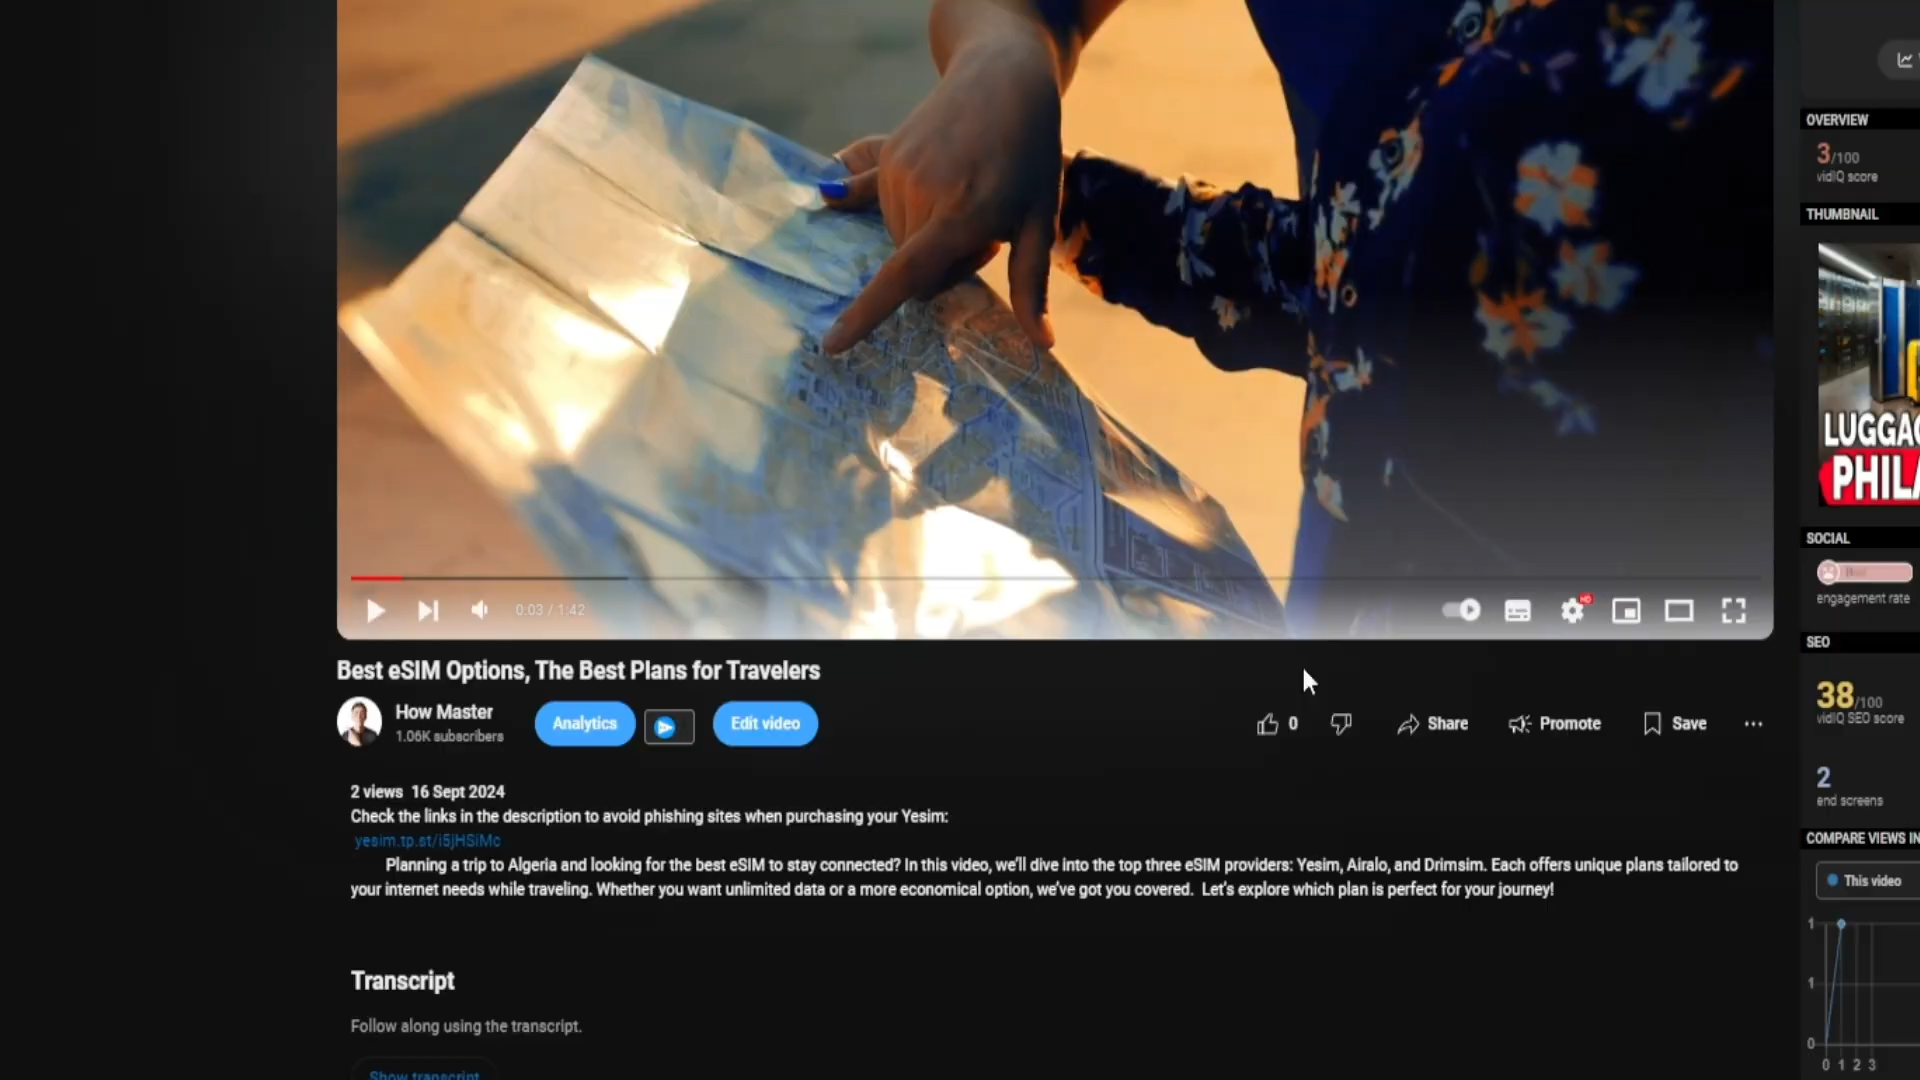 OVERVIEW
3/100
vidIQ score
THUMBNAIL
PHILA
SOCIAL
engagement rate
HD
0:03 / 1:42
SEO
Best eSIM Options, The Best Plans for Travelers
38/100
vidIQ SEO score
How Master
1.06K subscribers
Analytics
Edit video
0
Share
Promote
Save
2
end screens
2 views 16 Sept 2024
Check the links in the description to avoid phishing sites when purchasing your Yesim:
yesim.tp.st/i5jHSiMc
COMPARE VIEWS IN
Planning a trip to Algeria and looking for the best eSIM to stay connected? In this video, we'll dive into the top three eSIM providers: Yesim, Airalo, and Drimsim. Each offers unique plans tailored to
your internet needs while traveling. Whether you want unlimited data or a more economical option, we've got you covered. Let's explore which plan is perfect for your journey!
This video
1
1
0
0 1 2 3
Transcript
Follow along using the transcript.
Show transcript